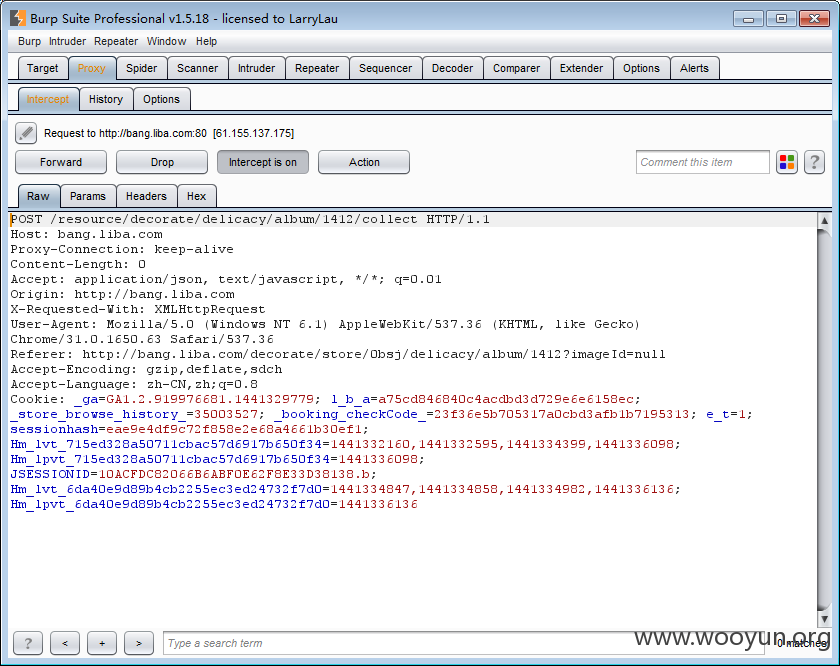 Burp Suite Professional v1.5.18 - licensed to LarryLau
Burp Intruder Repeater Window Help
Target Proxy Spider Scanner Intruder Repeater Sequencer Decoder Comparer Extender Options Alerts
Intercept History Options
Request to http://bang.liba.com:80 [61.155.137.175]
Forward Drop Intercept is on Action Comment this item ?
Raw Params Headers Hex
POST /resource/decorate/delicacy/album/1412/collect HTTP/1.1
Host: bang.liba.com
Proxy-Connection: keep-alive
Content-Length: 0
Accept: application/json, text/javascript, */*; q=0.01
Origin: http://bang.liba.com
X-Requested-With: XMLHttpRequest
User-Agent: Mozilla/5.0 (Windows NT 6.1) AppleWebKit/537.36 (KHTML, like Gecko)
Chrome/31.0.1650.63 Safari/537.36
Referer: http://bang.liba.com/decorate/store/Obsj/delicacy/album/1412?imageId=null
Accept-Encoding: gzip,deflate,sdch
Accept-Language: zh-CN,zh;q=0.8
Cookie: _ga=GA1.2.919976681.1441329779; l_b_a=a75cd846840c4acdbd3d729e6e6158ec;
_store_browse_history_=35003527; _booking_checkCode_=23f36e5b705317a0cbd3afb1b7195313; e_t=1;
sessionhash=eae9e4df9c72f858e2e68a4661b30ef1;
Hm_lvt_715ed328a50711cbac57d6917b650f34=1441332160,1441332595,1441334399,1441336098;
Hm_lpvt_715ed328a50711cbac57d6917b650f34=1441336098;
JSESSIONID=10ACFDC82066B6ABF0E62F8E33D38138.b;
Hm_lvt_6da40e9d89b4cb2255ec3ed24732f7d0=1441334847,1441334858,1441334982,1441336136;
Hm_lpvt_6da40e9d89b4cb2255ec3ed24732f7d0=1441336136
? < + > Type a search term 0 matches
www.wooyun.org